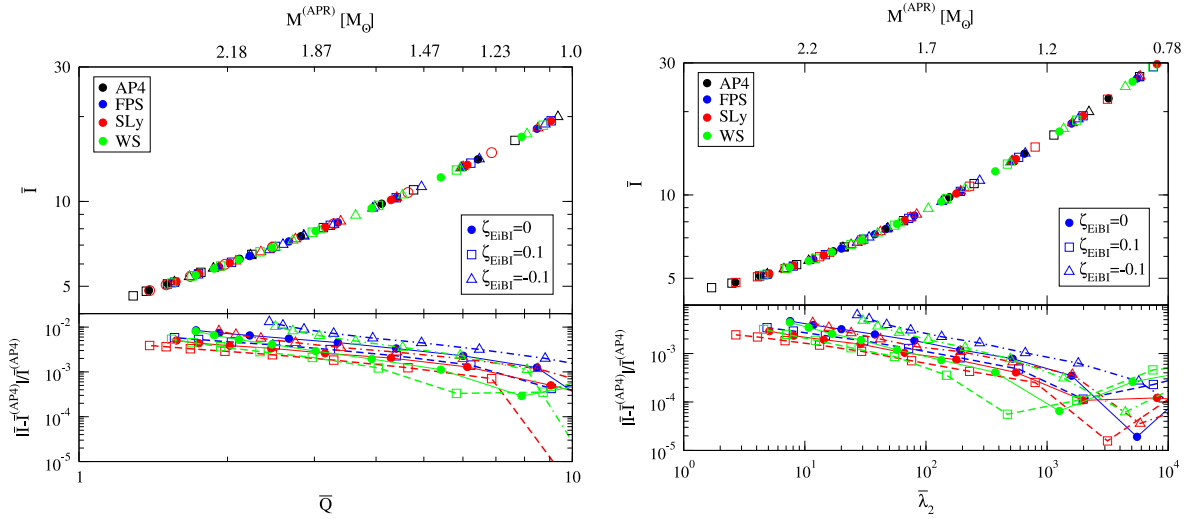 M^(APR) [M_⊙]
2.18 1.87 1.47 1.23 1.0
30
10
5
Ī
AP4
FPS
SLy
WS
ζ_EiBI=0
ζ_EiBI=0.1
ζ_EiBI=-0.1
10^-2
10^-3
10^-4
10^-5
|Ī-Ī^(AP4)|/Ī^(AP4)
1 10
Q̄
M^(APR) [M_⊙]
2.2 1.7 1.2 0.78
30
10
5
Ī
AP4
FPS
SLy
WS
ζ_EiBI=0
ζ_EiBI=0.1
ζ_EiBI=-0.1
10^-2
10^-3
10^-4
10^-5
|Ī-Ī^(AP4)|/Ī^(AP4)
10^0 10^1 10^2 10^3 10^4
λ̄_2